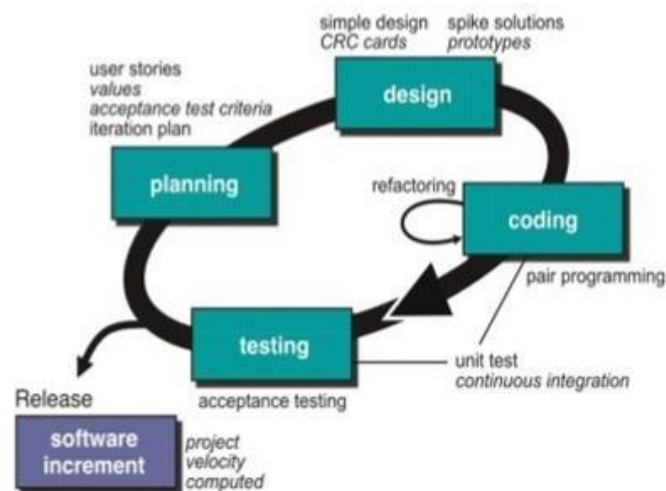 simple design
CRC cards
spike solutions
prototypes
user stories
values
acceptance test criteria
iteration plan
design
planning
refactoring
coding
pair programming
testing
unit test
continuous integration
acceptance testing
Release
software
increment
project
velocity
computed